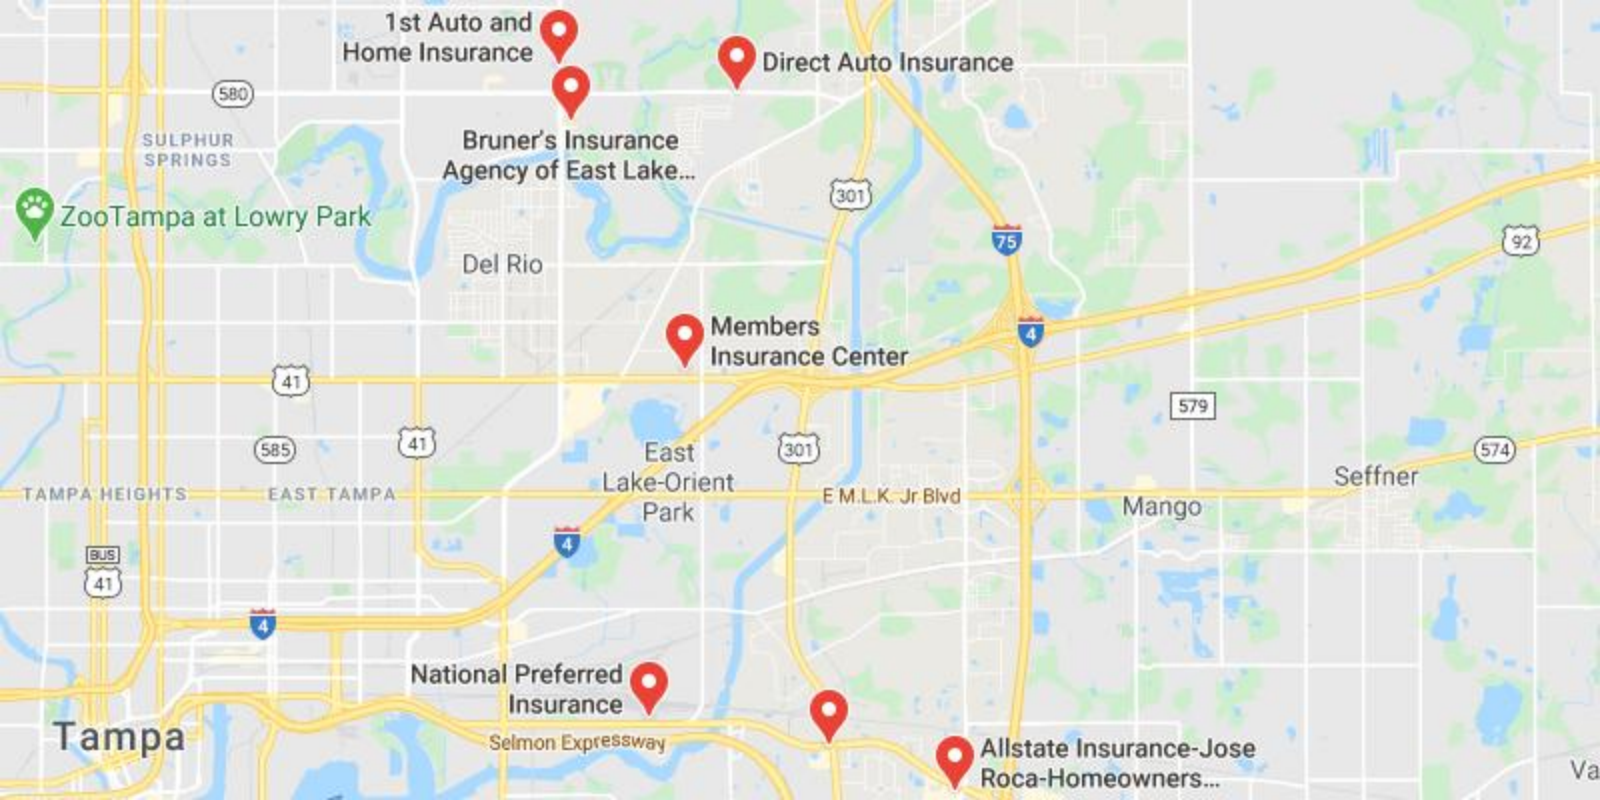 1st Auto and
Home Insurance
Direct Auto Insurance
580
Bruner's Insurance
Agency of East Lake...
SULPHUR
SPRINGS
301
ZooTampa at Lowry Park
75
92
Del Rio
4
Members
Insurance Center
41
579
41
585
301
574
East
Lake-Orient
Park
Seffner
TAMPA HEIGHTS
EAST TAMPA
E M.L.K. Jr Blvd
Mango
4
BUS
41
4
National Preferred
Insurance
Tampa
Selmon Expressway
Allstate Insurance-Jose
Roca-Homeowners...
Va